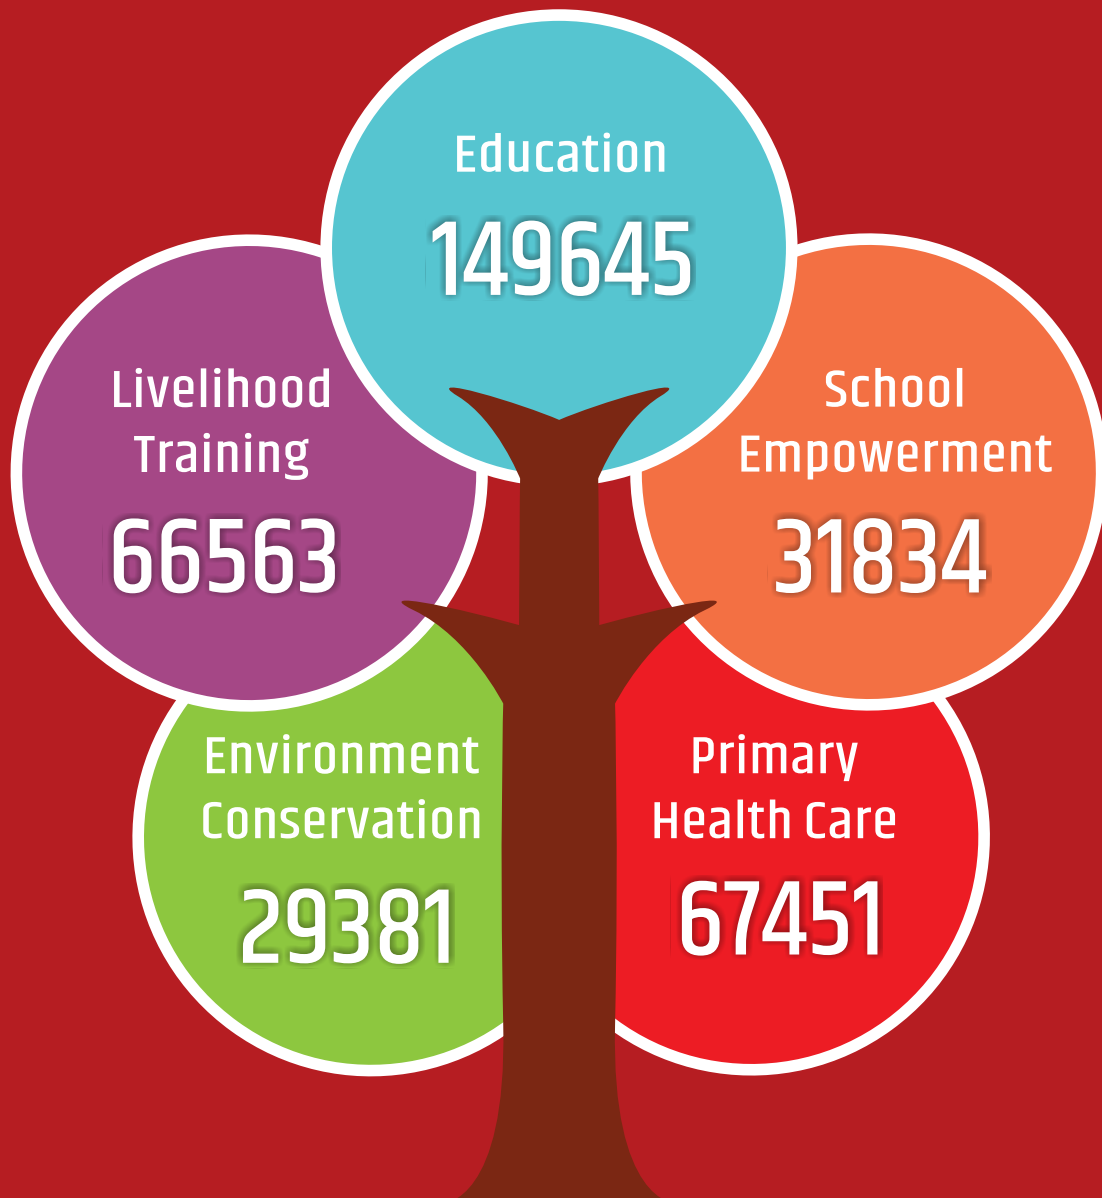 Education
149645
Livelihood
Training
66563
School
Empowerment
31834
Environment
Conservation
29381
Primary
Health Care
67451